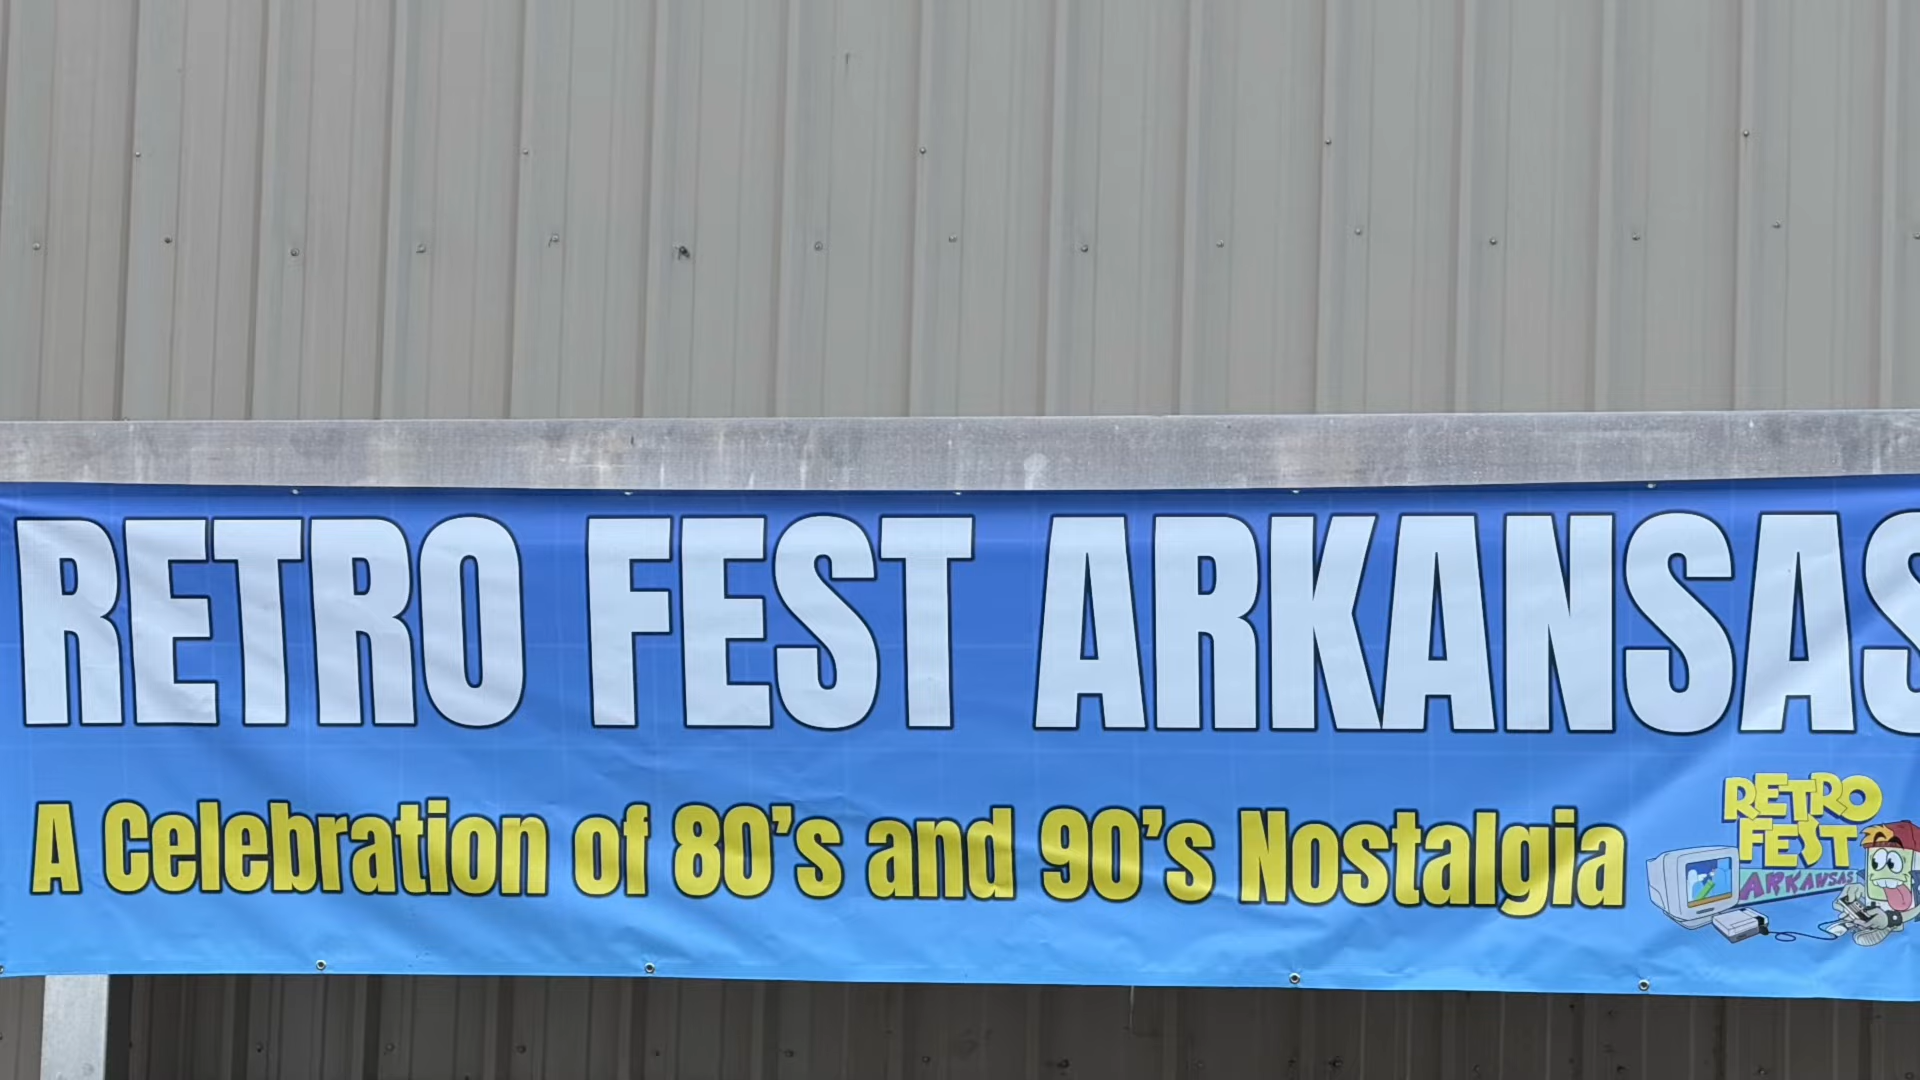 RETRO FEST ARKANSAS
A Celebration of 80's and 90's Nostalgia
RETRO
FEST
ARKANSAS